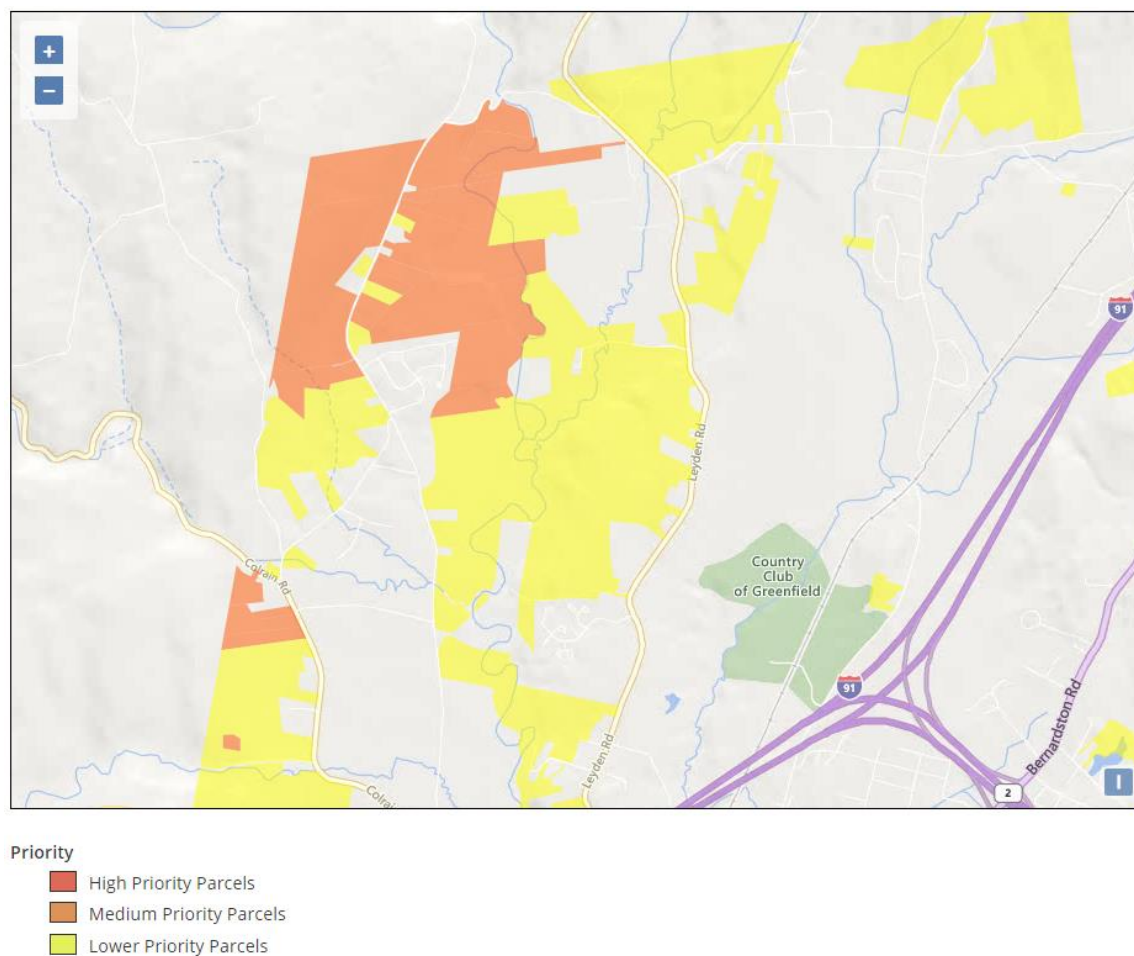 +
−
91
Leyden Rd
Country
Club
of Greenfield
Colrain Rd
91
Bernardston Rd
Leyden Rd
2
Priority
High Priority Parcels
Medium Priority Parcels
Lower Priority Parcels